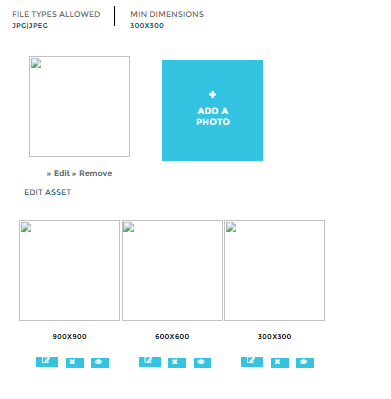 FILE TYPES ALLOWED
JPG|JPEG
MIN DIMENSIONS
300X300
+
ADD A
PHOTO
» Edit » Remove
EDIT ASSET
900X900
600X600
300X300